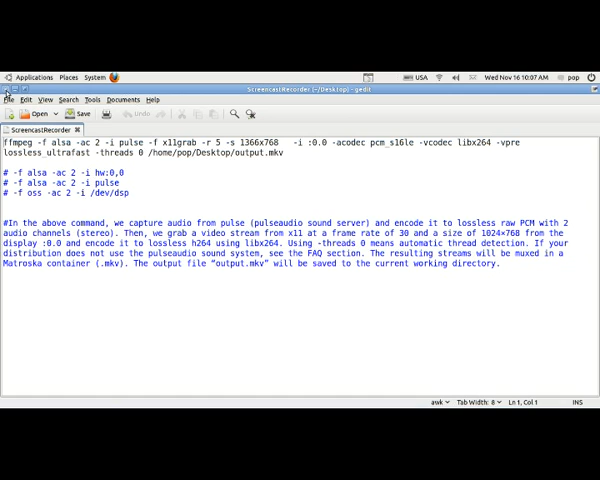 Applications Places System USA Wed Nov 16 10:07 AM pop
ScreencastRecorder (~/Desktop) - gedit
File Edit View Search Tools Documents Help
Open Save Undo
ScreencastRecorder
ffmpeg -f alsa -ac 2 -i pulse -f x11grab -r 5 -s 1366x768 -i :0.0 -acodec pcm_s16le -vcodec libx264 -vpre
lossless_ultrafast -threads 0 /home/pop/Desktop/output.mkv
# -f alsa -ac 2 -i hw:0,0
# -f alsa -ac 2 -i pulse
# -f oss -ac 2 -i /dev/dsp
#In the above command, we capture audio from pulse (pulseaudio sound server) and encode it to lossless raw PCM with 2
audio channels (stereo). Then, we grab a video stream from x11 at a frame rate of 30 and a size of 1024×768 from the
display :0.0 and encode it to lossless h264 using libx264. Using -threads 0 means automatic thread detection. If your
distribution does not use the pulseaudio sound system, see the FAQ section. The resulting streams will be muxed in a
Matroska container (.mkv). The output file “output.mkv” will be saved to the current working directory.
awk Tab Width: 8 Ln 1, Col 1 INS